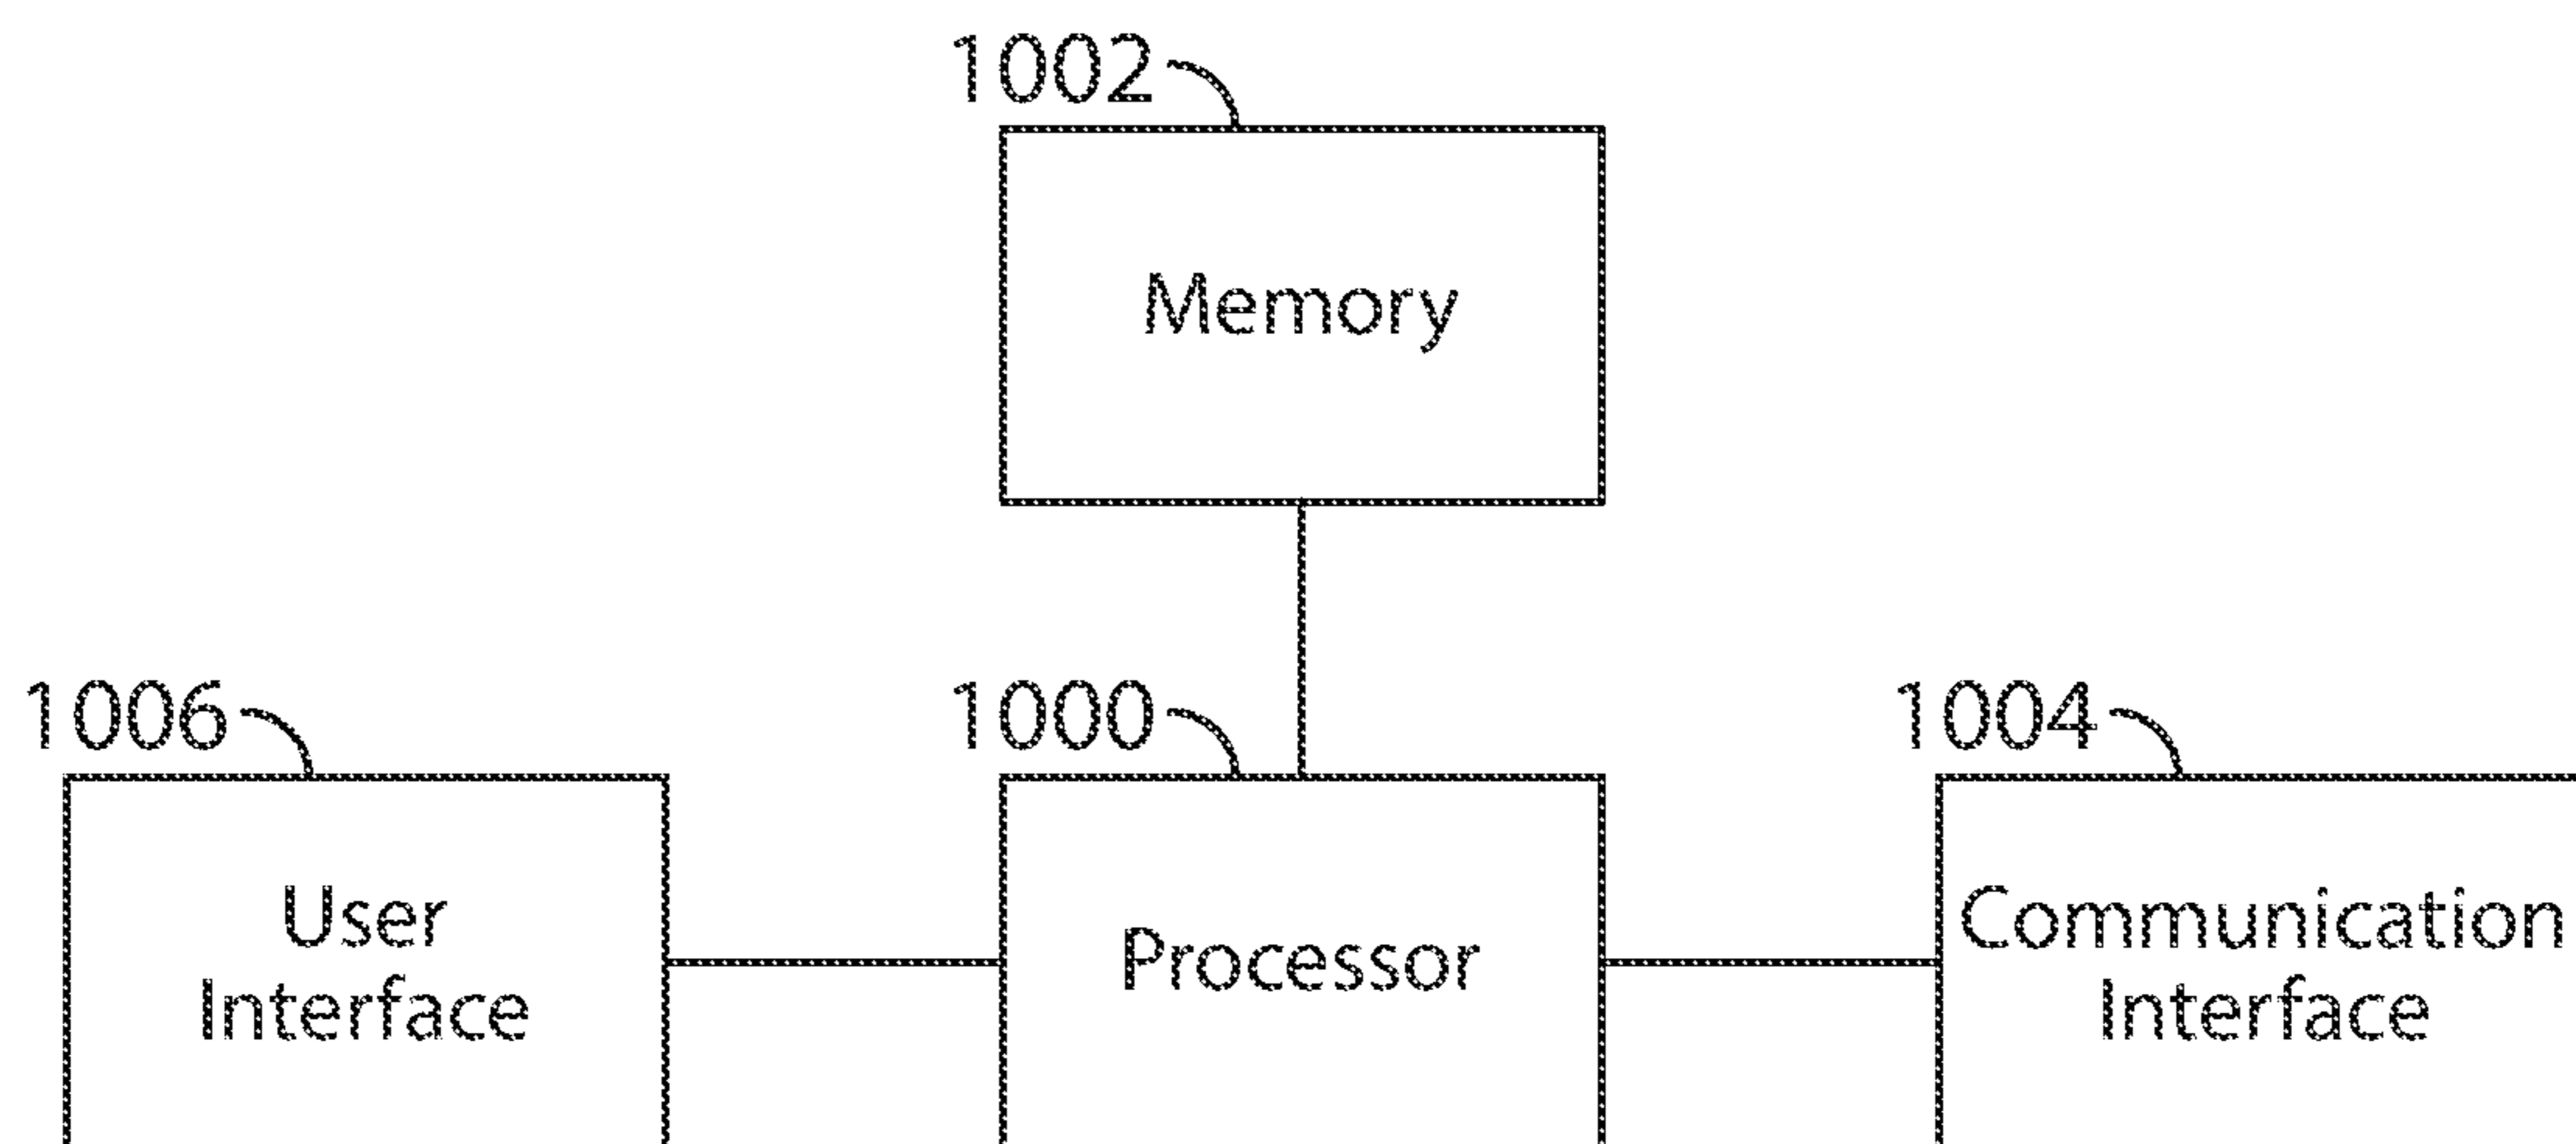 1002
Memory
1006
1000
1004
User
Interface
Processor
Communication
Interface